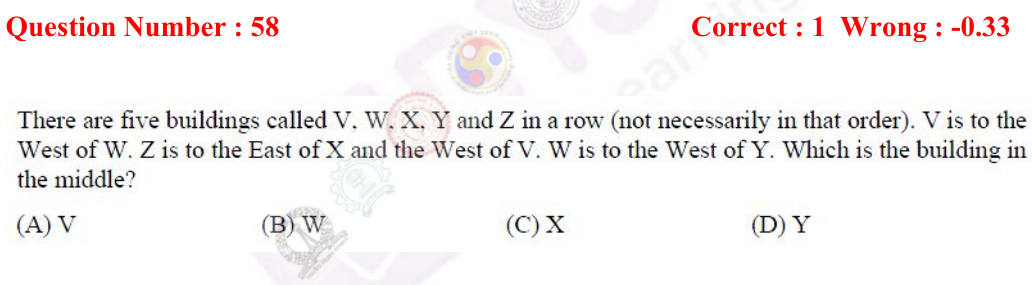 Question Number : 58 Correct : 1 Wrong : -0.33
There are five buildings called V, W, X, Y and Z in a row (not necessarily in that order). V is to the
West of W. Z is to the East of X and the West of V. W is to the West of Y. Which is the building in
the middle?
(A) V (B) W (C) X (D) Y